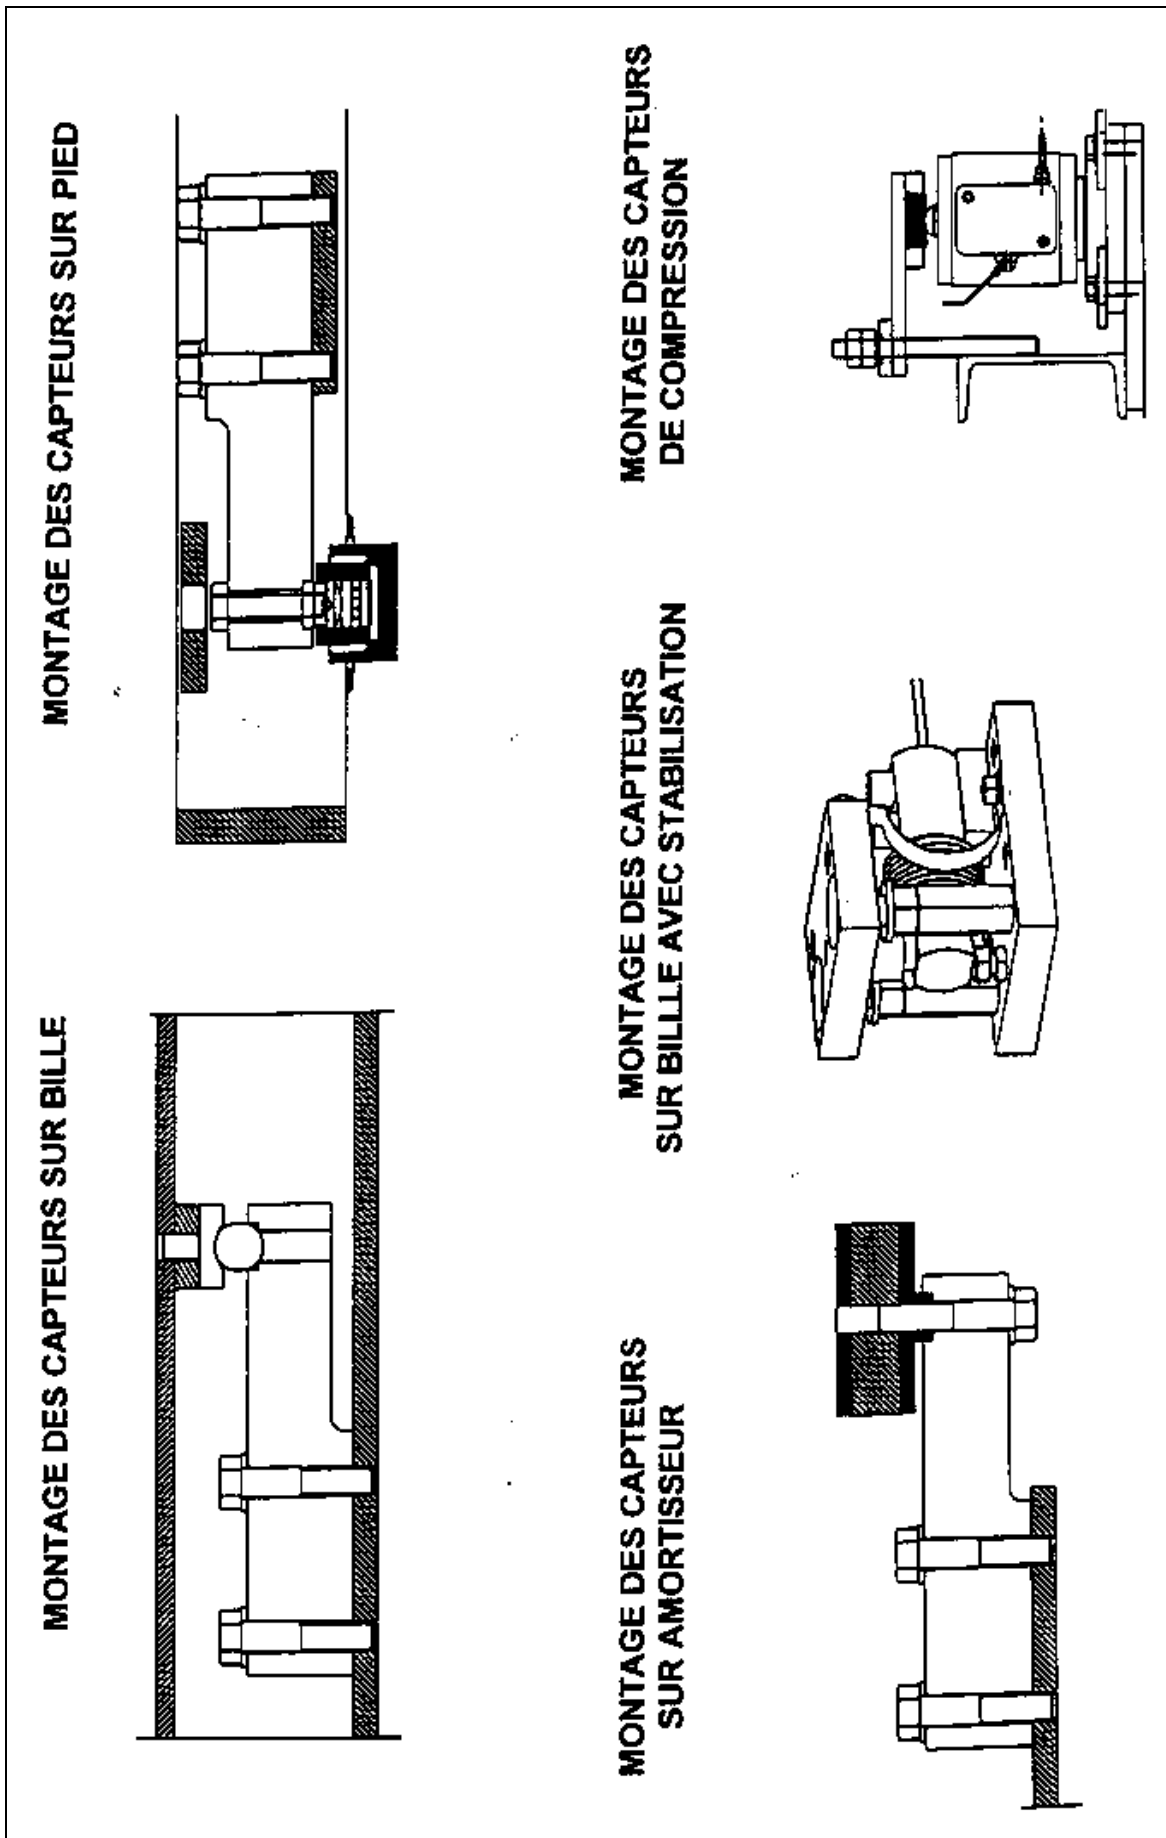 MONTAGE DES CAPTEURS SUR BILLE
MONTAGE DES CAPTEURS SUR PIED
MONTAGE DES CAPTEURS
SUR AMORTISSEUR
MONTAGE DES CAPTEURS
SUR BILLLE AVEC STABILISATION
MONTAGE DES CAPTEURS
DE COMPRESSION